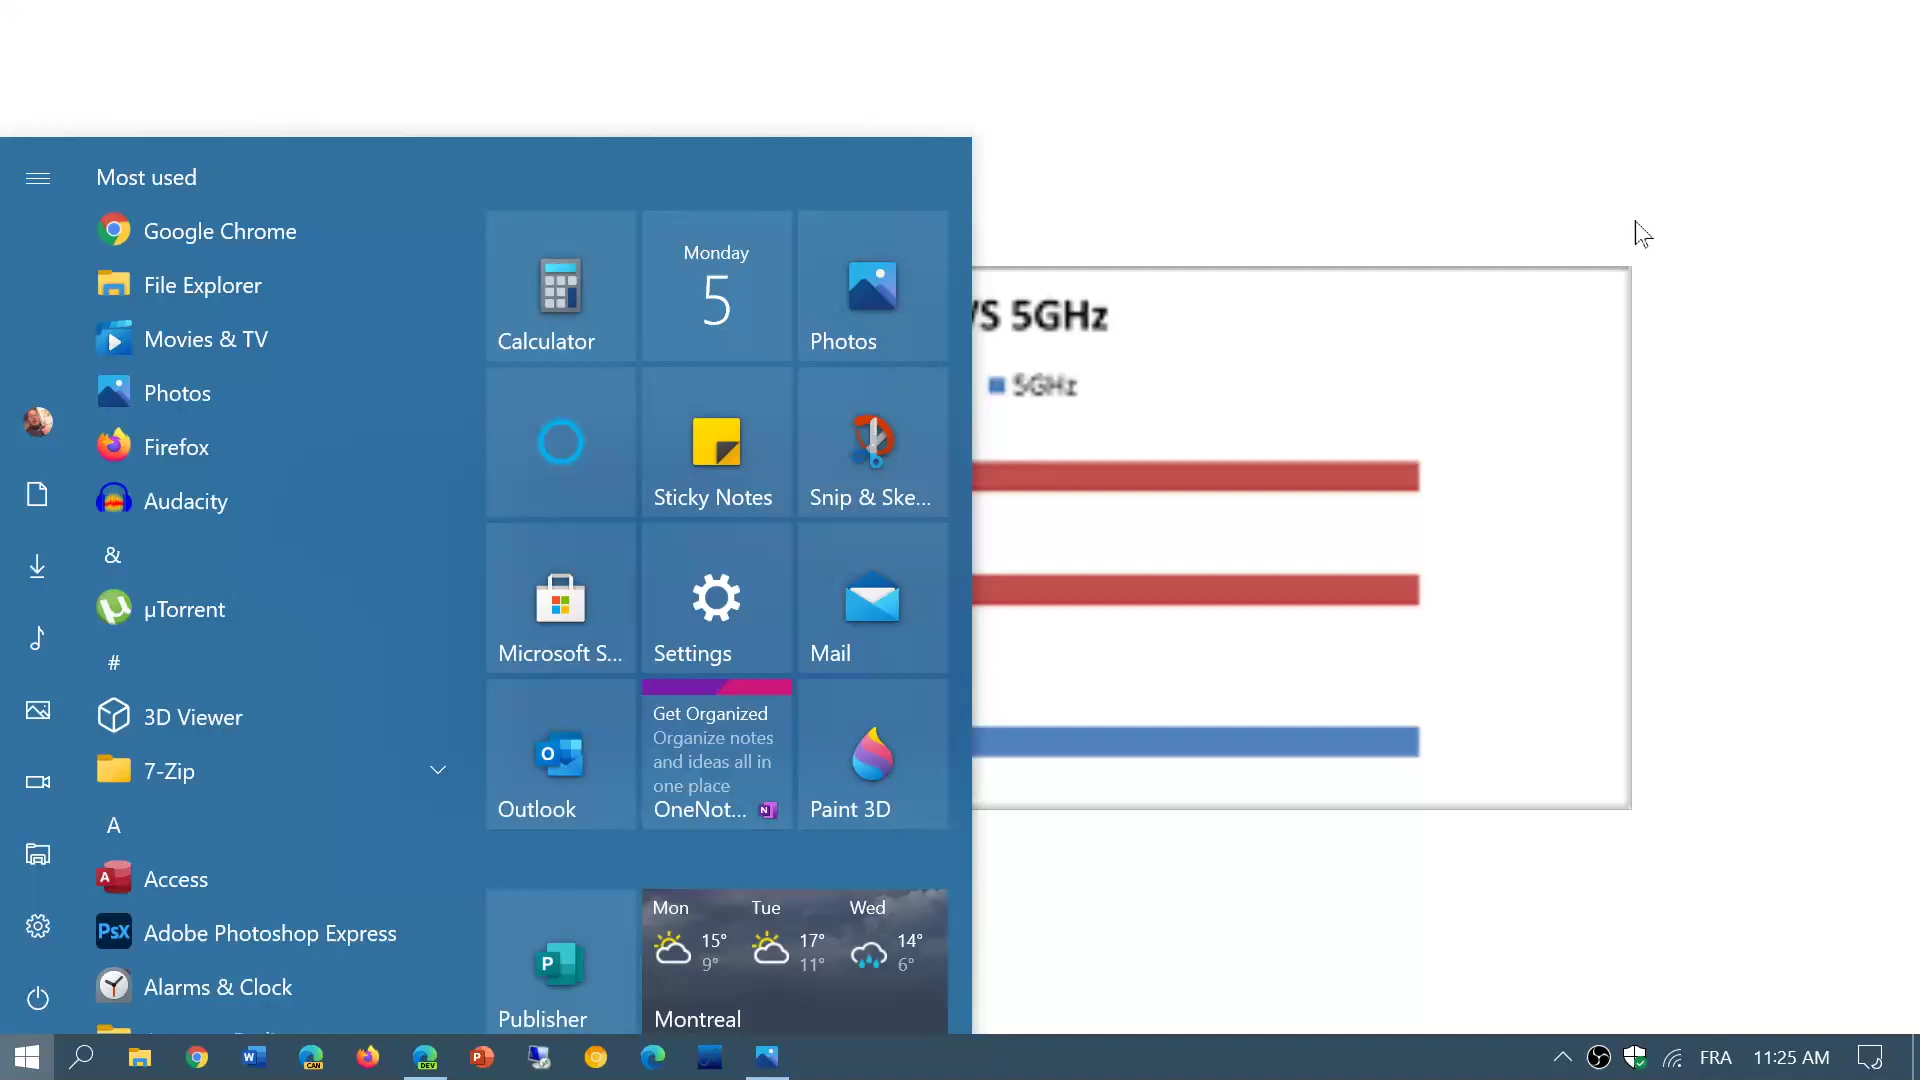 Most used
Google Chrome
File Explorer
Movies & TV
Photos
Firefox
Audacity
&
µTorrent
#
3D Viewer
7-Zip
A
Access
Adobe Photoshop Express
Alarms & Clock
Calculator
Monday
5
Photos
Sticky Notes
Snip & Ske...
Microsoft S...
Settings
Mail
Outlook
Get Organized
Organize notes
and ideas all in
one place
OneNot...
Paint 3D
Publisher
Mon Tue Wed
15° 17° 14°
9° 11° 6°
Montreal
VS 5GHz
5GHz
CAN
DEV
FRA
11:25 AM